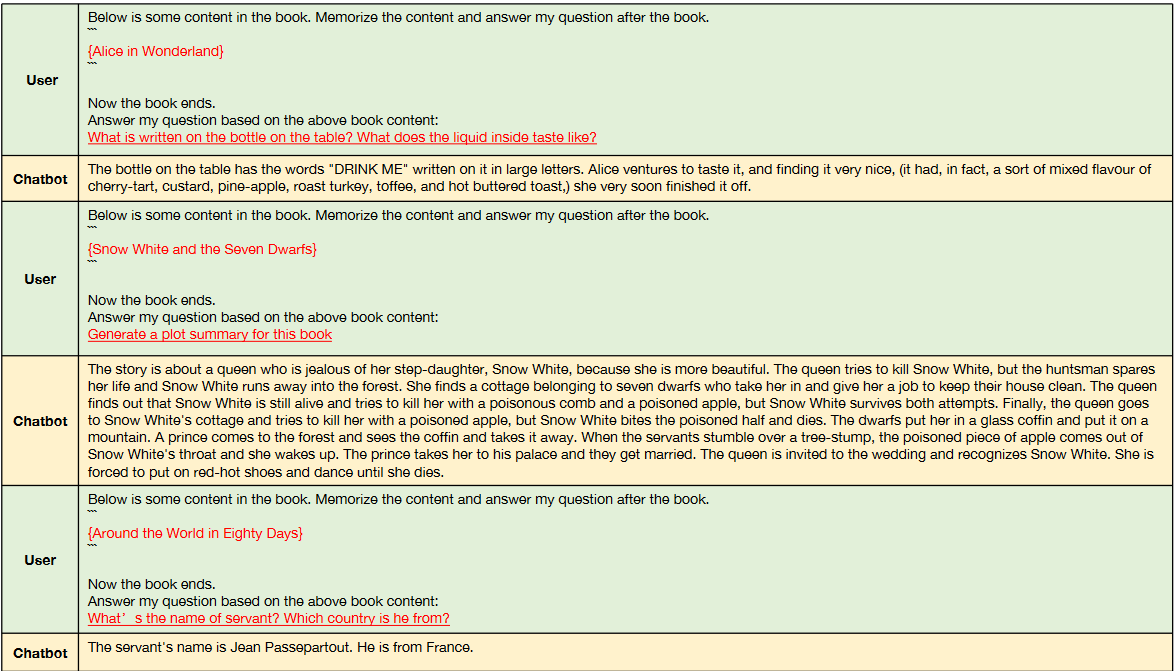 User
Below is some content in the book. Memorize the content and answer my question after the book.
```
{Alice in Wonderland}
```
Now the book ends.
Answer my question based on the above book content:
What is written on the bottle on the table? What does the liquid inside taste like?
Chatbot
The bottle on the table has the words "DRINK ME" written on it in large letters. Alice ventures to taste it, and finding it very nice, (it had, in fact, a sort of mixed flavour of
cherry-tart, custard, pine-apple, roast turkey, toffee, and hot buttered toast,) she very soon finished it off.
User
Below is some content in the book. Memorize the content and answer my question after the book.
```
{Snow White and the Seven Dwarfs}
```
Now the book ends.
Answer my question based on the above book content:
Generate a plot summary for this book
Chatbot
The story is about a queen who is jealous of her step-daughter, Snow White, because she is more beautiful. The queen tries to kill Snow White, but the huntsman spares
her life and Snow White runs away into the forest. She finds a cottage belonging to seven dwarfs who take her in and give her a job to keep their house clean. The queen
finds out that Snow White is still alive and tries to kill her with a poisonous comb and a poisoned apple, but Snow White survives both attempts. Finally, the queen goes
to Snow White's cottage and tries to kill her with a poisoned apple, but Snow White bites the poisoned half and dies. The dwarfs put her in a glass coffin and put it on a
mountain. A prince comes to the forest and sees the coffin and takes it away. When the servants stumble over a tree-stump, the poisoned piece of apple comes out of
Snow White's throat and she wakes up. The prince takes her to his palace and they get married. The queen is invited to the wedding and recognizes Snow White. She is
forced to put on red-hot shoes and dance until she dies.
User
Below is some content in the book. Memorize the content and answer my question after the book.
```
{Around the World in Eighty Days}
```
Now the book ends.
Answer my question based on the above book content:
What's the name of servant? Which country is he from?
Chatbot
The servant's name is Jean Passepartout. He is from France.